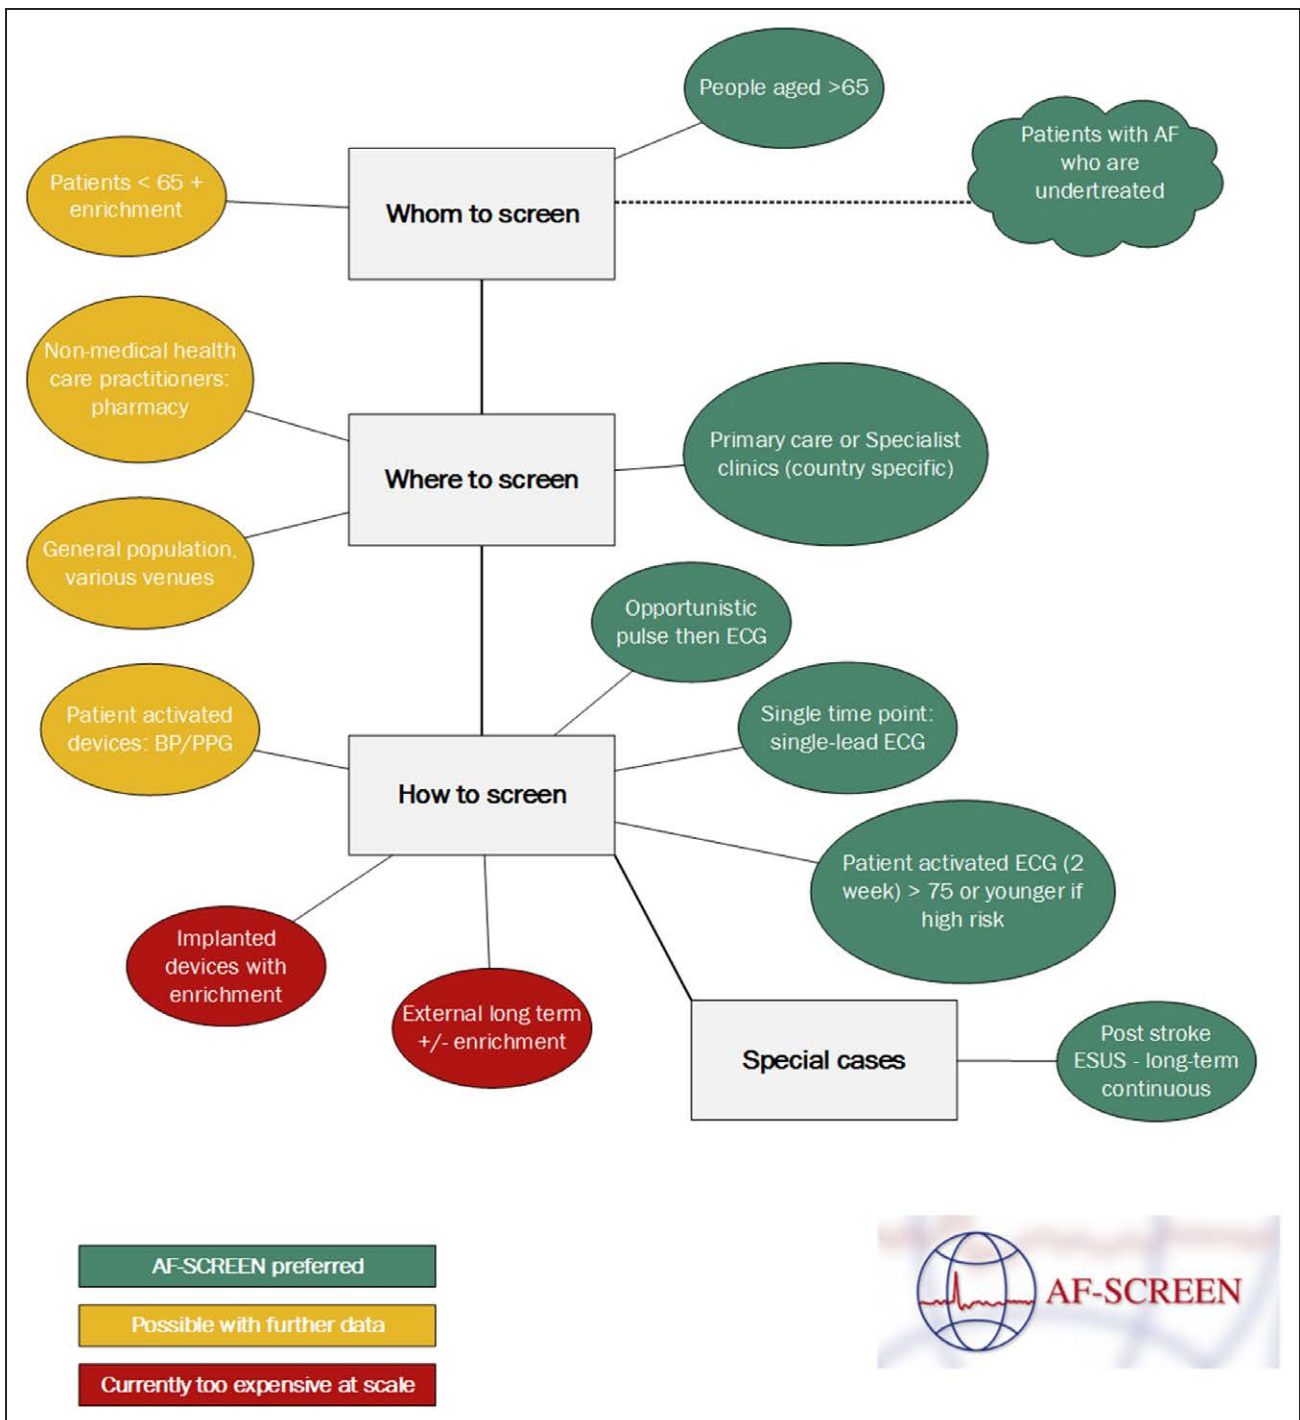 People aged >65
Patients with AF
who are
undertreated
Patients < 65 +
enrichment
Whom to screen
Non-medical health
care practitioners:
pharmacy
Primary care or Specialist
clinics (country specific)
Where to screen
General population,
various venues
Opportunistic
pulse then ECG
Patient activated
devices: BP/PPG
Single time point:
single-lead ECG
How to screen
Patient activated ECG (2
week) > 75 or younger if
high risk
Implanted
devices with
enrichment
External long term
+/- enrichment
Special cases
Post stroke
ESUS - long-term
continuous
AF-SCREEN preferred
Possible with further data
Currently too expensive at scale
AF-SCREEN